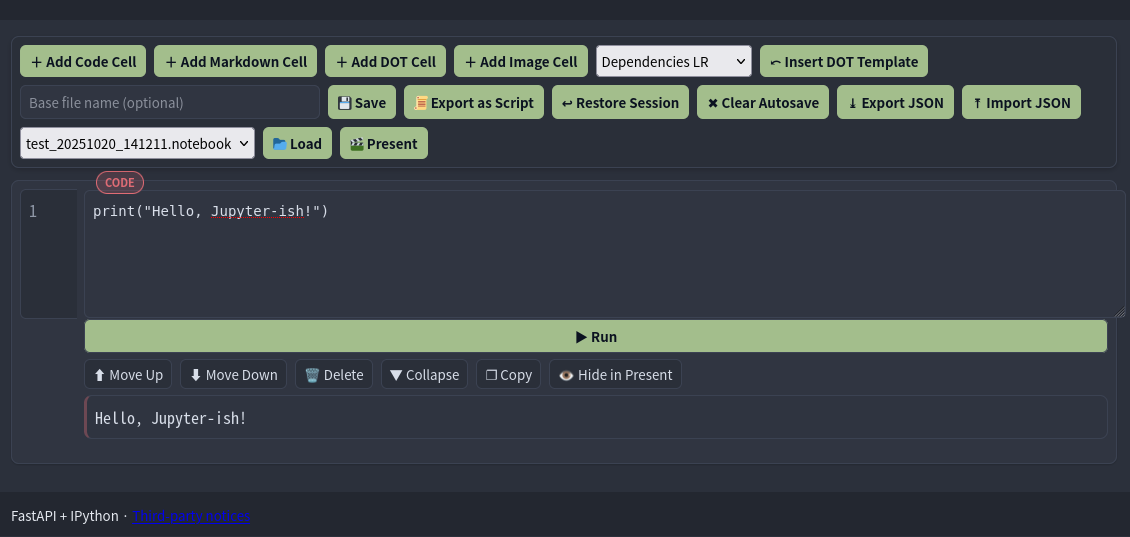 + Add Code Cell + Add Markdown Cell + Add DOT Cell + Add Image Cell Dependencies LR ⤺ Insert DOT Template
Base file name (optional) 💾 Save 📜 Export as Script ↩ Restore Session ✖ Clear Autosave ⤓ Export JSON ⤒ Import JSON
test_20251020_141211.notebook 📂 Load 🎬 Present
CODE
1 print("Hello, Jupyter-ish!")
▶ Run
⬆ Move Up ⬇ Move Down 🗑️ Delete ▼ Collapse ❐ Copy 👁️ Hide in Present
Hello, Jupyter-ish!
FastAPI + IPython · Third-party notices